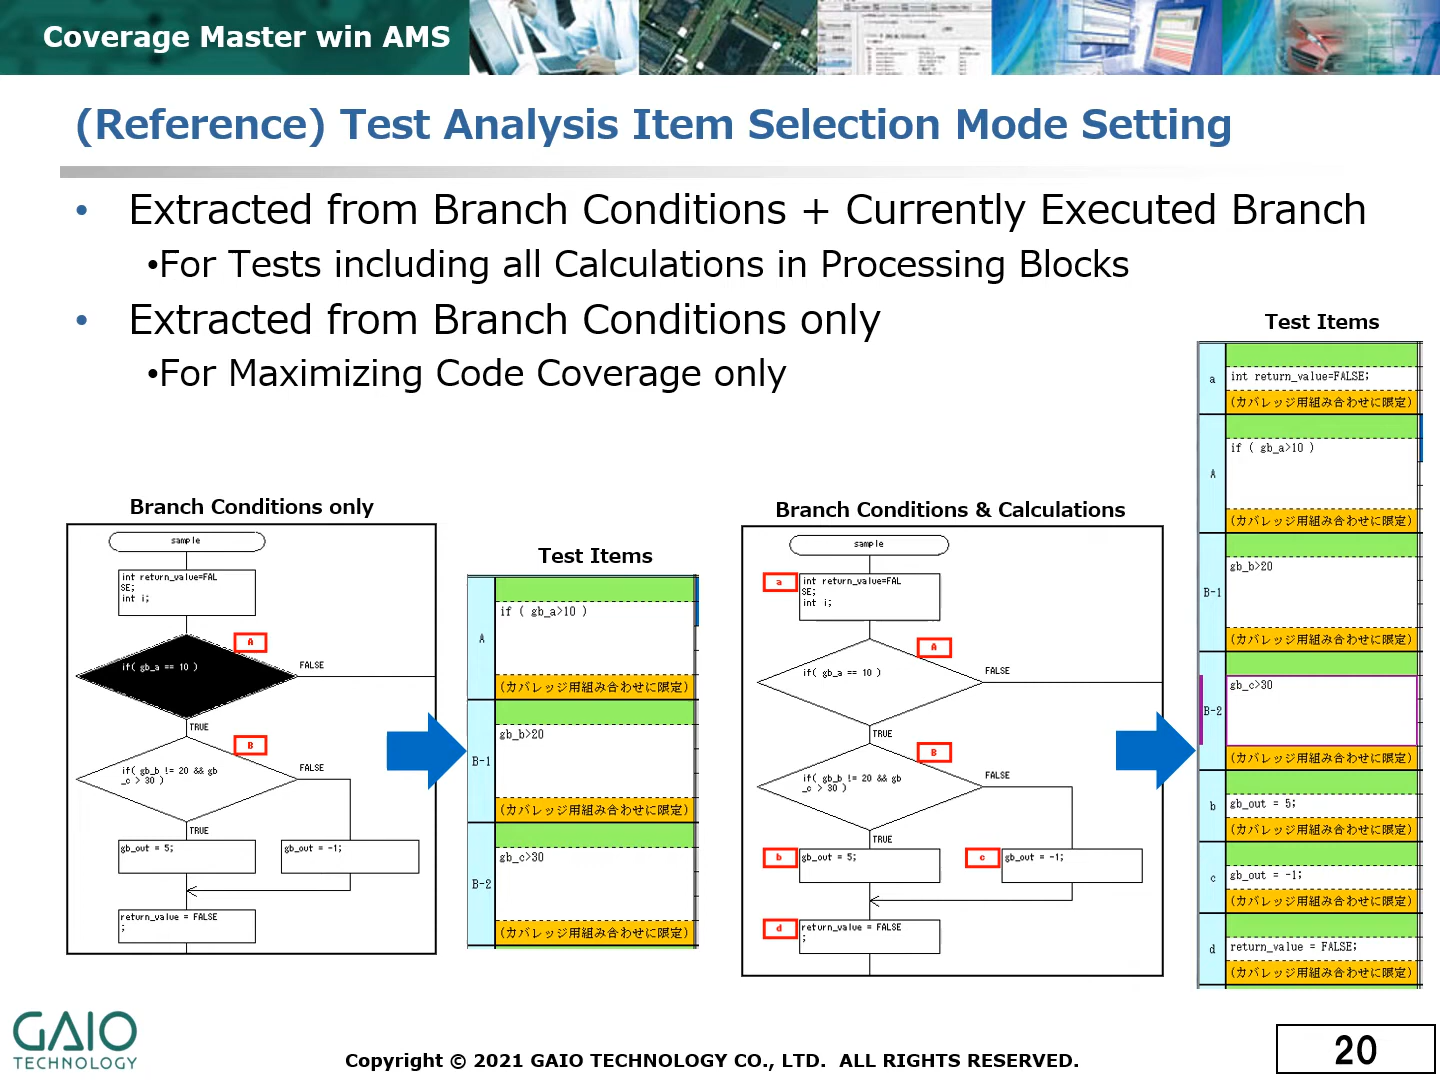 Coverage Master win AMS
(Reference) Test Analysis Item Selection Mode Setting
• Extracted from Branch Conditions + Currently Executed Branch
•For Tests including all Calculations in Processing Blocks
• Extracted from Branch Conditions only
•For Maximizing Code Coverage only
Branch Conditions only
sample
int return_value=FAL
SE;
int i;
A
if( gb_a == 10 )
FALSE
TRUE
B
if( gb_b != 20 && gb
_c > 30 )
FALSE
TRUE
gb_out = 5;
gb_out = -1;
return_value = FALSE
;
Test Items
A
if ( gb_a>10 )
(カバレッジ用組み合わせに限定)
B-1
gb_b>20
(カバレッジ用組み合わせに限定)
B-2
gb_c>30
(カバレッジ用組み合わせに限定)
Branch Conditions & Calculations
sample
a
int return_value=FAL
SE;
int i;
A
if( gb_a == 10 )
FALSE
TRUE
B
if( gb_b != 20 && gb
_c > 30 )
FALSE
TRUE
b
gb_out = 5;
c
gb_out = -1;
d
return_value = FALSE
;
Test Items
a
int return_value=FALSE;
(カバレッジ用組み合わせに限定)
A
if ( gb_a>10 )
(カバレッジ用組み合わせに限定)
B-1
gb_b>20
(カバレッジ用組み合わせに限定)
B-2
gb_c>30
(カバレッジ用組み合わせに限定)
b
gb_out = 5;
(カバレッジ用組み合わせに限定)
c
gb_out = -1;
(カバレッジ用組み合わせに限定)
d
return_value = FALSE;
(カバレッジ用組み合わせに限定)
GAIO
TECHNOLOGY
Copyright © 2021 GAIO TECHNOLOGY CO., LTD. ALL RIGHTS RESERVED.
20